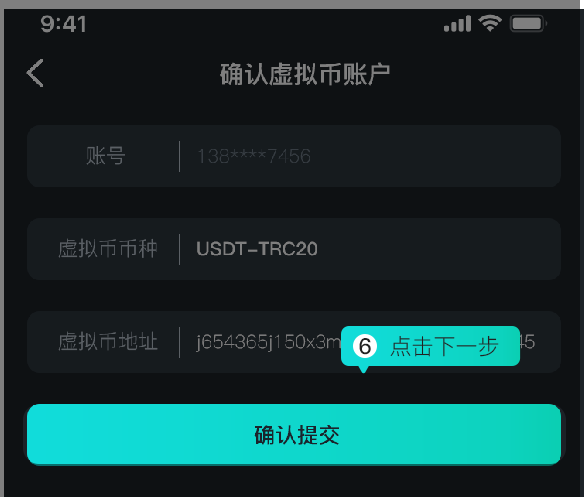 9:41
确认虚拟币账户
账号 138****7456
虚拟币币种 USDT-TRC20
虚拟币地址 j654365j150x3m
45
6 点击下一步
确认提交